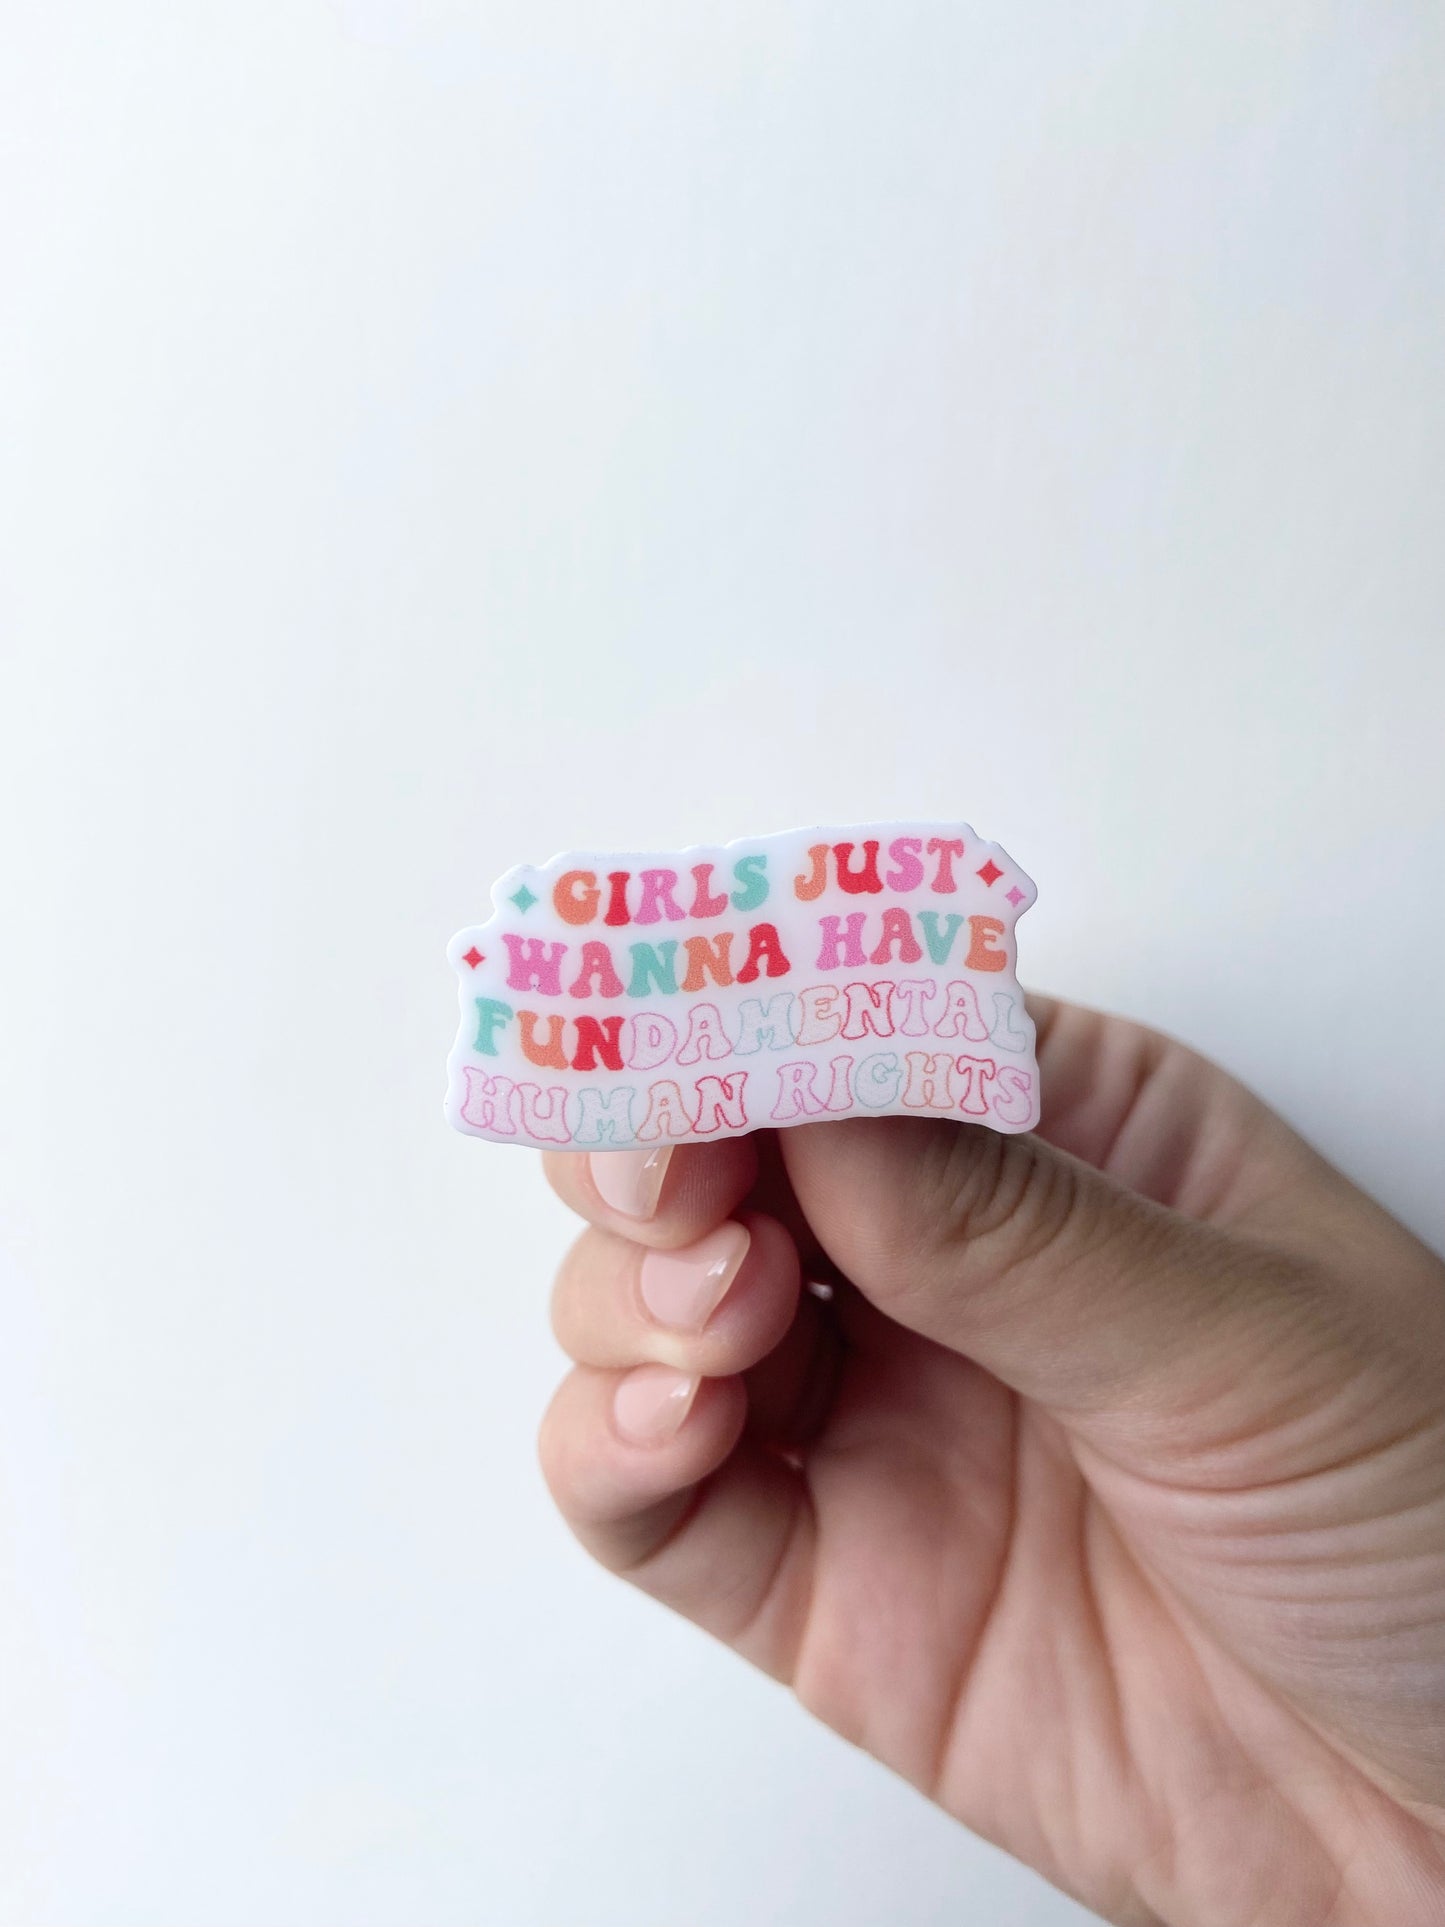 GIRLS JUST
WANNA HAVE
FUNDAMENTAL
HUMAN RIGHTS